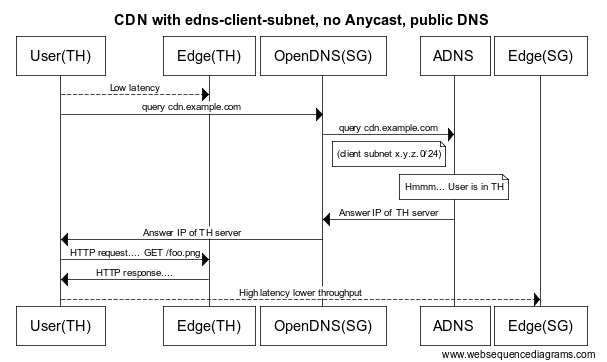 CDN with edns-client-subnet, no Anycast, public DNS
User(TH) Edge(TH) OpenDNS(SG) ADNS Edge(SG)
Low latency
query cdn.example.com
query cdn.example.com
(client subnet x.y.z.0/24)
Hmmm... User is in TH
Answer IP of TH server
Answer IP of TH server
HTTP request.... GET /foo.png
HTTP response....
High latency lower throughput
User(TH) Edge(TH) OpenDNS(SG) ADNS Edge(SG)
www.websequencediagrams.com